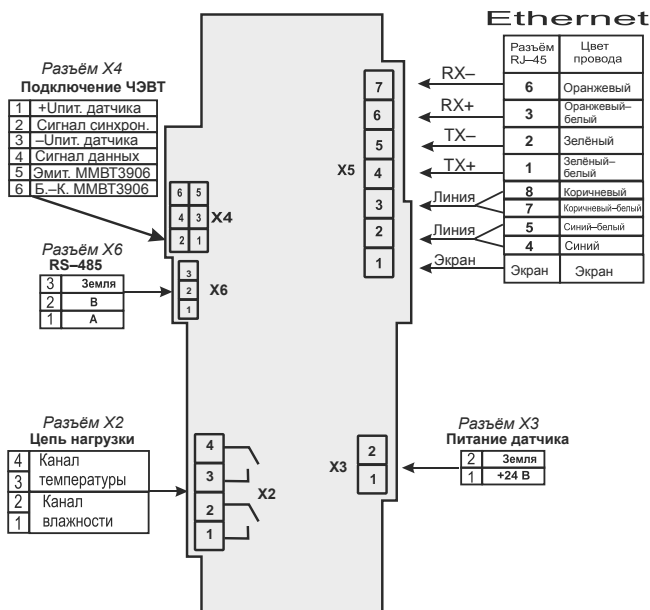 Ethernet
Разъём RJ–45
Цвет провода
6 Оранжевый
3 Оранжевый–белый
2 Зелёный
1 Зелёный–белый
8 Коричневый
7 Коричневый–белый
5 Синий–белый
4 Синий
Экран Экран
RX–
RX+
TX–
TX+
Линия
Линия
Экран
X5
7
6
5
4
3
2
1
Разъём X4
Подключение ЧЭВТ
1 +Uпит. датчика
2 Сигнал синхрон.
3 –Uпит. датчика
4 Сигнал данных
5 Эмит. MMBT3906
6 Б.–К. MMBT3906
6 5
4 3
2 1
X4
Разъём X6
RS–485
3 Земля
2 B
1 A
3
2
1
X6
Разъём X2
Цепь нагрузки
4 Канал
3 температуры
2 Канал
1 влажности
4
3
2
1
X2
Разъём X3
Питание датчика
2 Земля
1 +24 В
X3
2
1